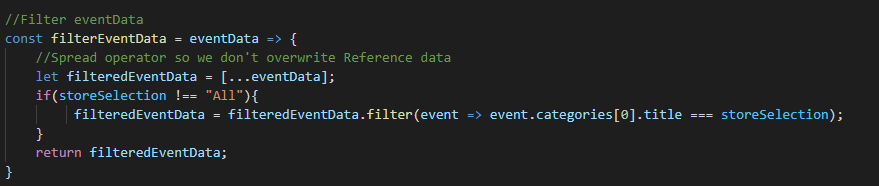 //Filter eventData
const filterEventData = eventData => {
    //Spread operator so we don't overwrite Reference data
    let filteredEventData = [...eventData];
    if(storeSelection !== "All"){
        filteredEventData = filteredEventData.filter(event => event.categories[0].title === storeSelection);
    }
    return filteredEventData;
}